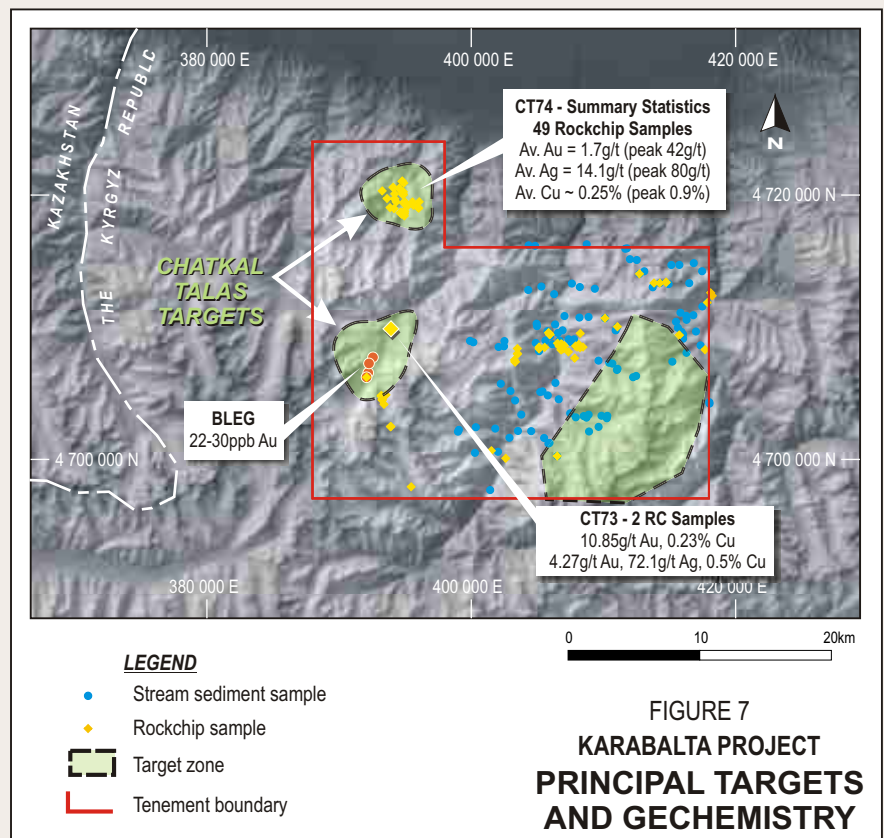 380 000 E
400 000 E
420 000 E
KAZAKHSTAN
THE KYRGYZ REPUBLC
CT74 - Summary Statistics
49 Rockchip Samples
Av. Au = 1.7g/t (peak 42g/t)
Av. Ag = 14.1g/t (peak 80g/t)
Av. Cu ~ 0.25% (peak 0.9%)
N
4 720 000 N
CHATKAL
TALAS
TARGETS
BLEG
22-30ppb Au
4 700 000 N
4 700 000 N
CT73 - 2 RC Samples
10.85g/t Au, 0.23% Cu
4.27g/t Au, 72.1g/t Ag, 0.5% Cu
380 000 E
400 000 E
420 000 E
0
10
20km
LEGEND
Stream sediment sample
Rockchip sample
Target zone
Tenement boundary
FIGURE 7
KARABALTA PROJECT
PRINCIPAL TARGETS
AND GECHEMISTRY